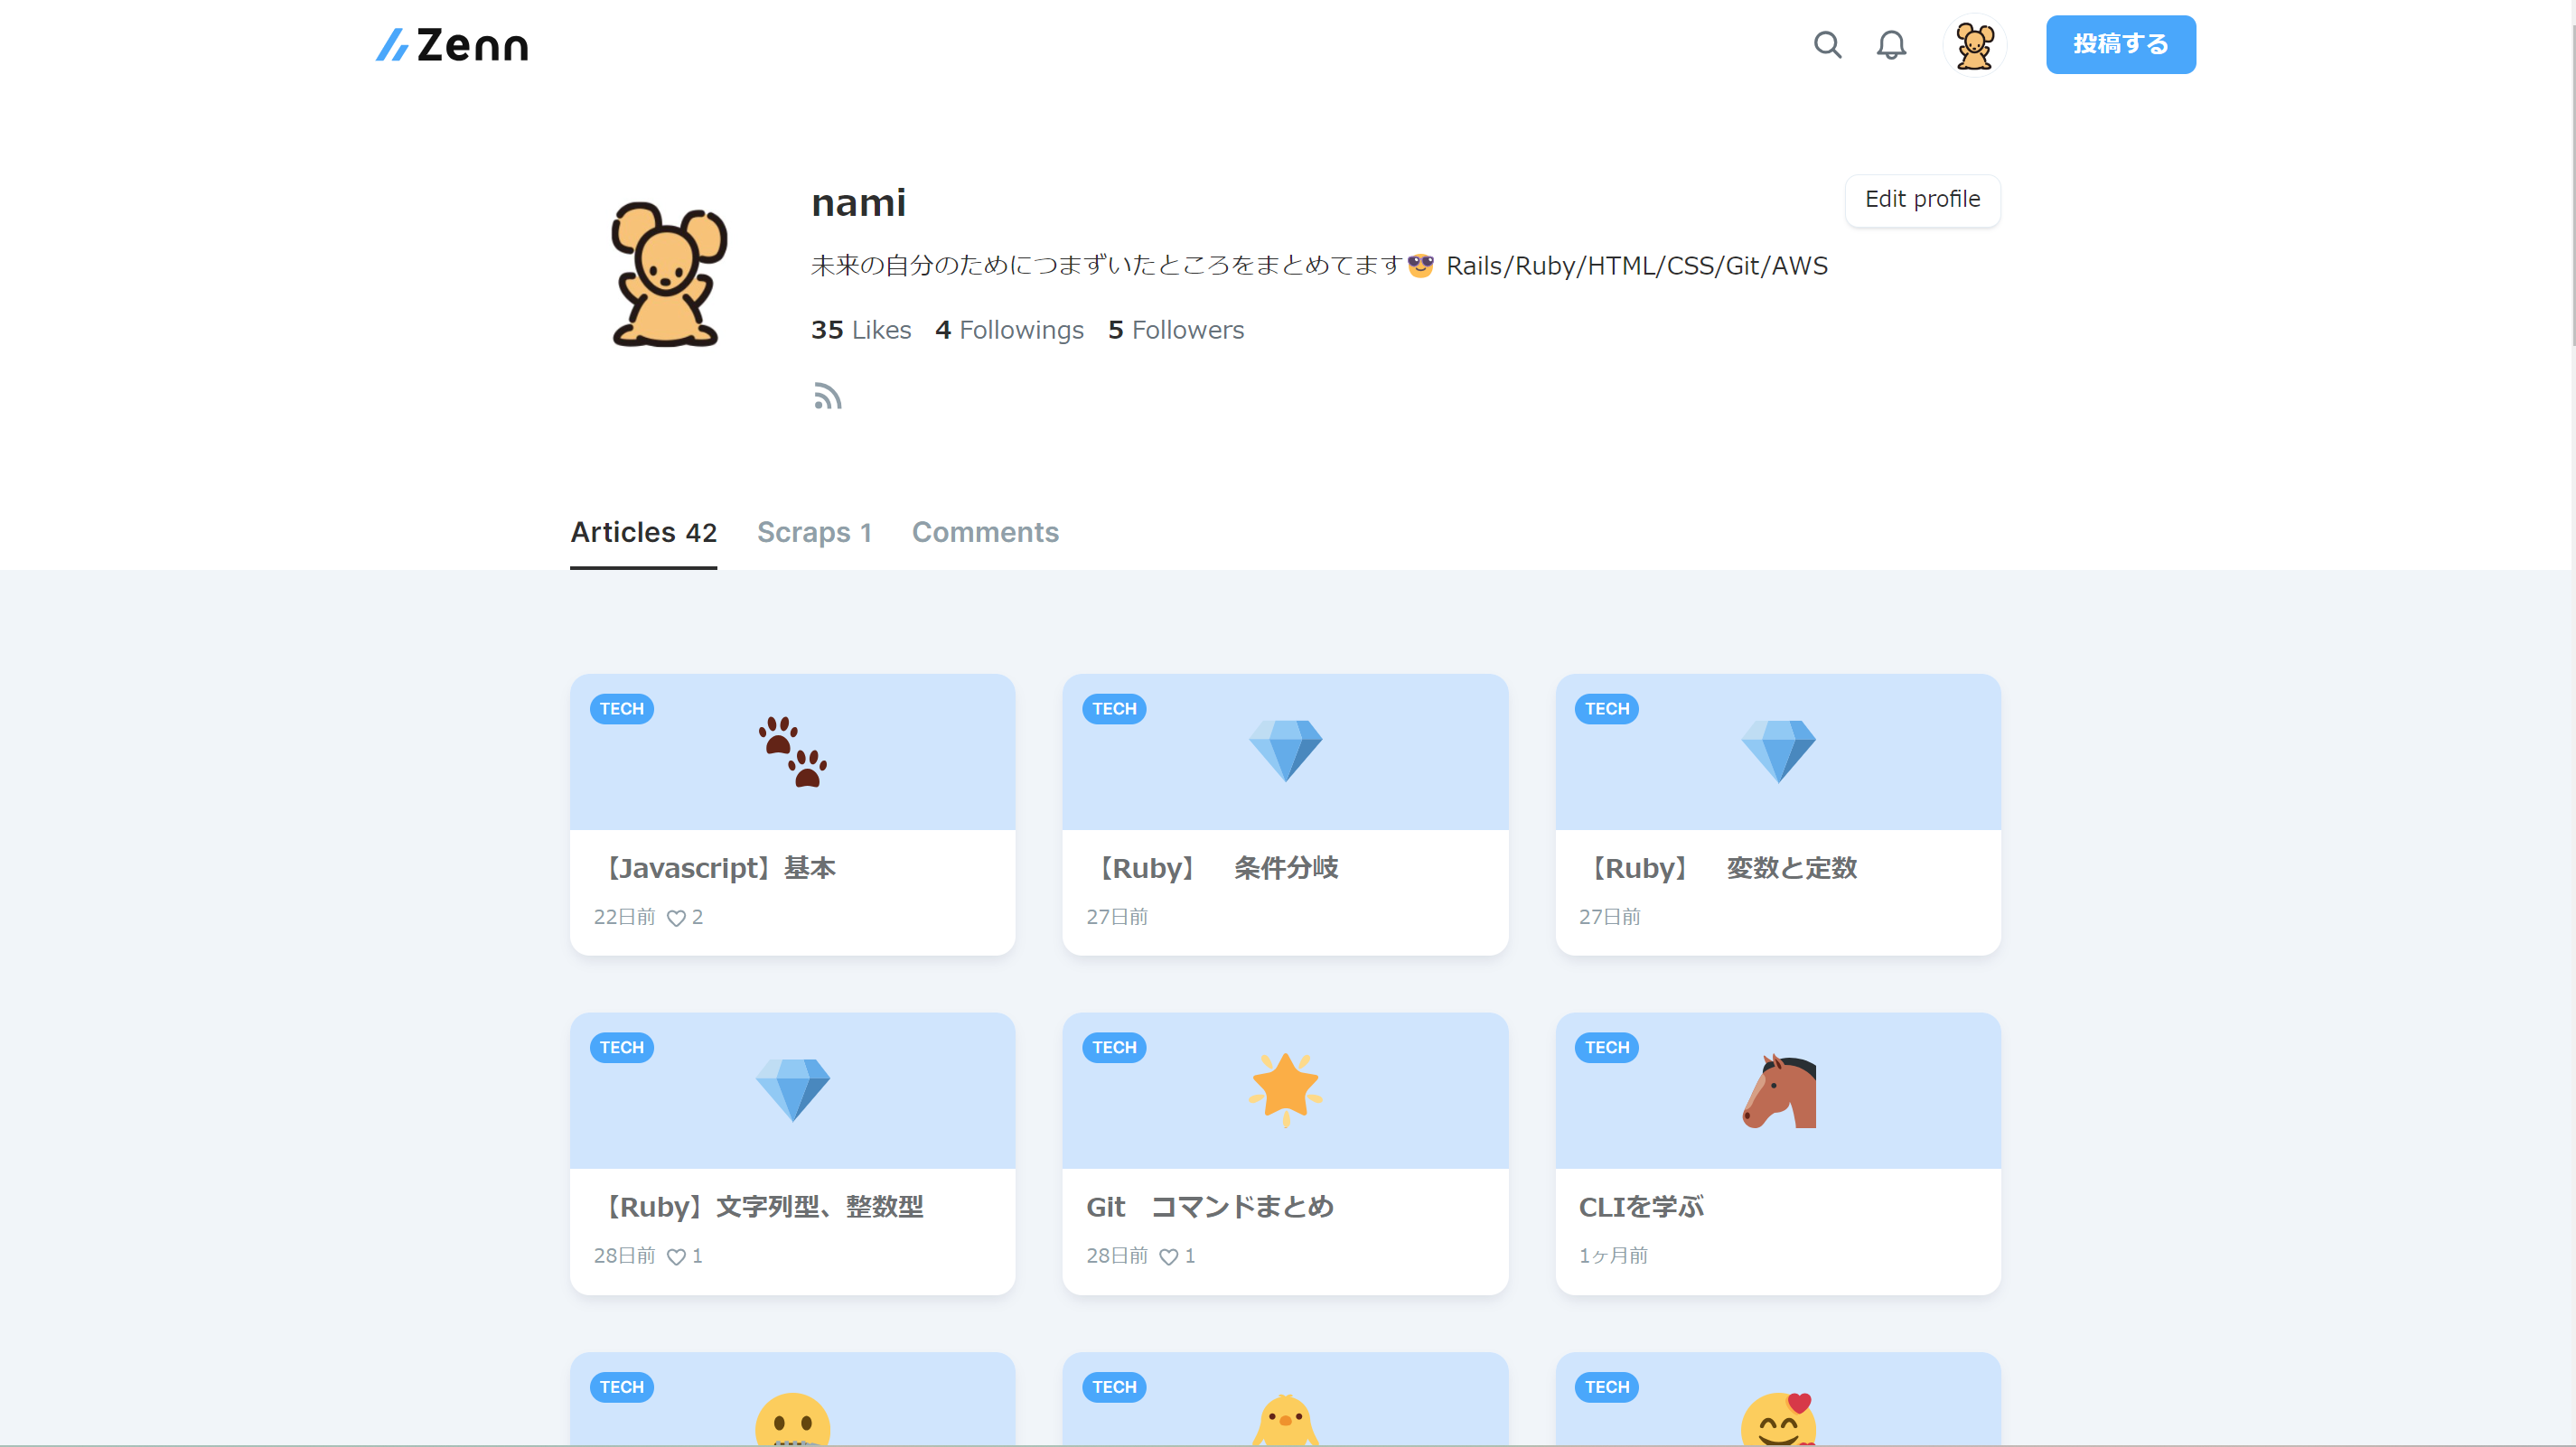 Zenn
投稿する
nami
Edit profile
未来の自分のためにつまずいたところをまとめてます😎 Rails/Ruby/HTML/CSS/Git/AWS
35 Likes 4 Followings 5 Followers
Articles 42 Scraps 1 Comments
TECH TECH TECH
【Javascript】基本
22日前 2
【Ruby】　条件分岐
27日前
【Ruby】　変数と定数
27日前
TECH TECH TECH
【Ruby】文字列型、整数型
28日前 1
Git　コマンドまとめ
28日前 1
CLIを学ぶ
1ヶ月前
TECH TECH TECH